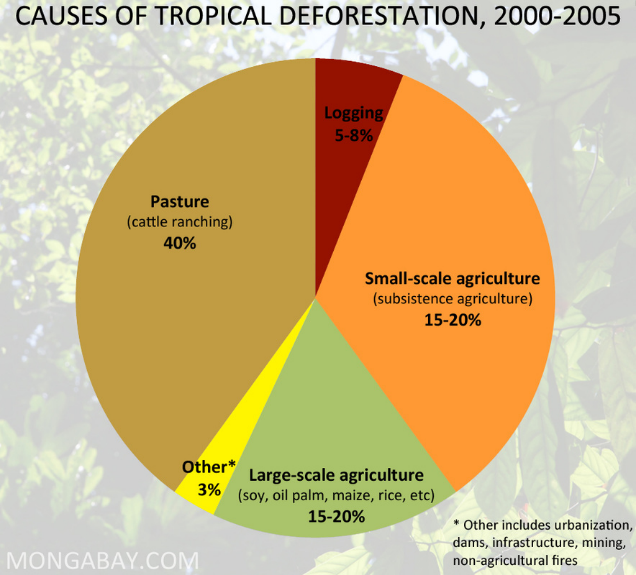 CAUSES OF TROPICAL DEFORESTATION, 2000-2005
Logging
5-8%
Pasture
(cattle ranching)
40%
Small-scale agriculture
(subsistence agriculture)
15-20%
Other*
3%
Large-scale agriculture
(soy, oil palm, maize, rice, etc)
15-20%
* Other includes urbanization,
dams, infrastructure, mining,
non-agricultural fires
MONGABAY.COM